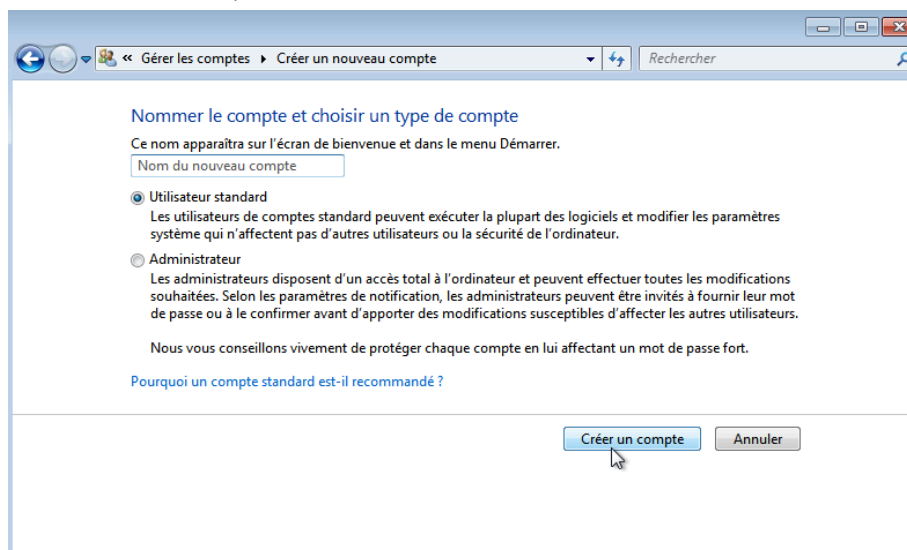 « Gérer les comptes ▸ Créer un nouveau compte Rechercher
Nommer le compte et choisir un type de compte
Ce nom apparaîtra sur l'écran de bienvenue et dans le menu Démarrer.
Nom du nouveau compte
Utilisateur standard
Les utilisateurs de comptes standard peuvent exécuter la plupart des logiciels et modifier les paramètres
système qui n'affectent pas d'autres utilisateurs ou la sécurité de l'ordinateur.
Administrateur
Les administrateurs disposent d'un accès total à l'ordinateur et peuvent effectuer toutes les modifications
souhaitées. Selon les paramètres de notification, les administrateurs peuvent être invités à fournir leur mot
de passe ou à le confirmer avant d'apporter des modifications susceptibles d'affecter les autres utilisateurs.
Nous vous conseillons vivement de protéger chaque compte en lui affectant un mot de passe fort.
Pourquoi un compte standard est-il recommandé ?
Créer un compte Annuler